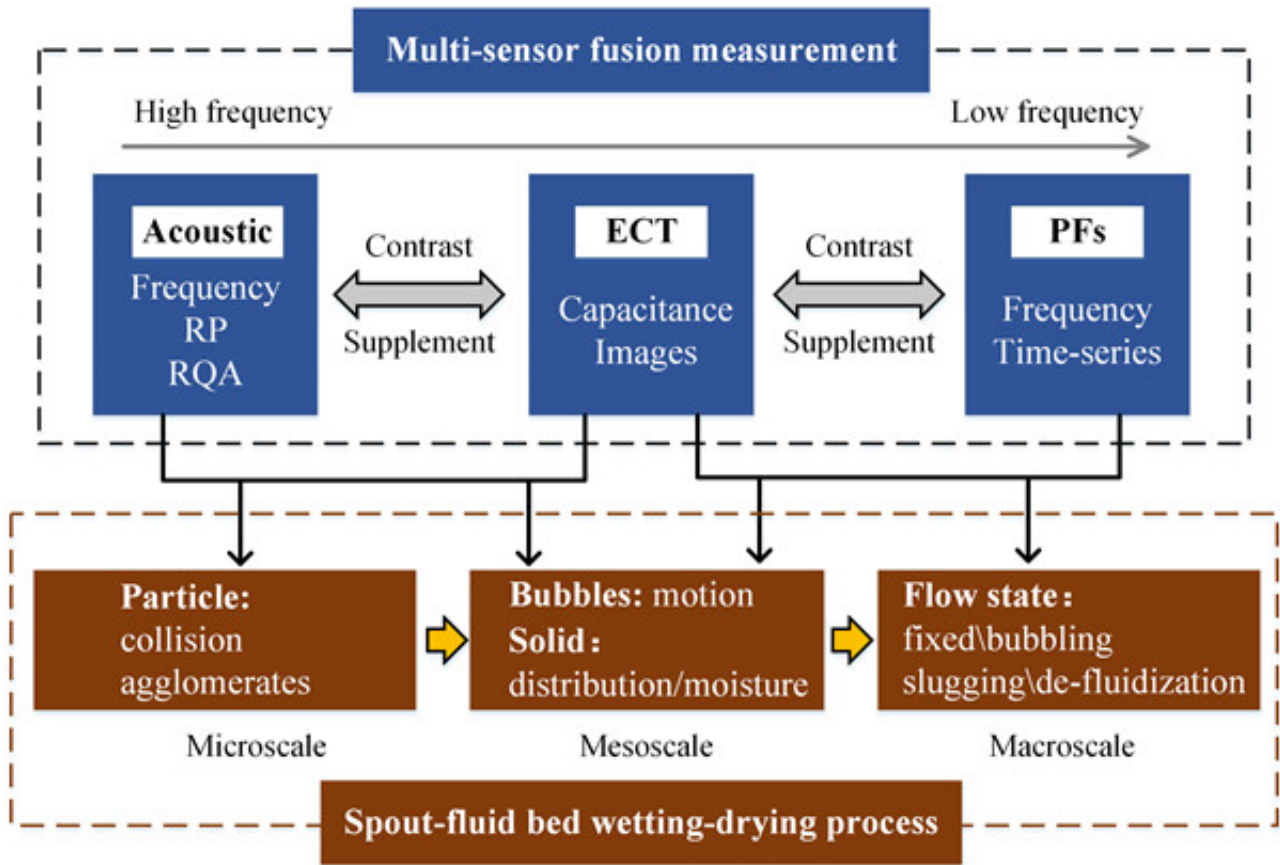 Multi-sensor fusion measurement
High frequency
Low frequency
Acoustic
Frequency
RP
RQA
Contrast
Supplement
ECT
Capacitance
Images
Contrast
Supplement
PFs
Frequency
Time-series
Particle:
collision
agglomerates
Bubbles: motion
Solid：
distribution/moisture
Flow state：
fixed\bubbling
slugging\de-fluidization
Microscale
Mesoscale
Macroscale
Spout-fluid bed wetting-drying process